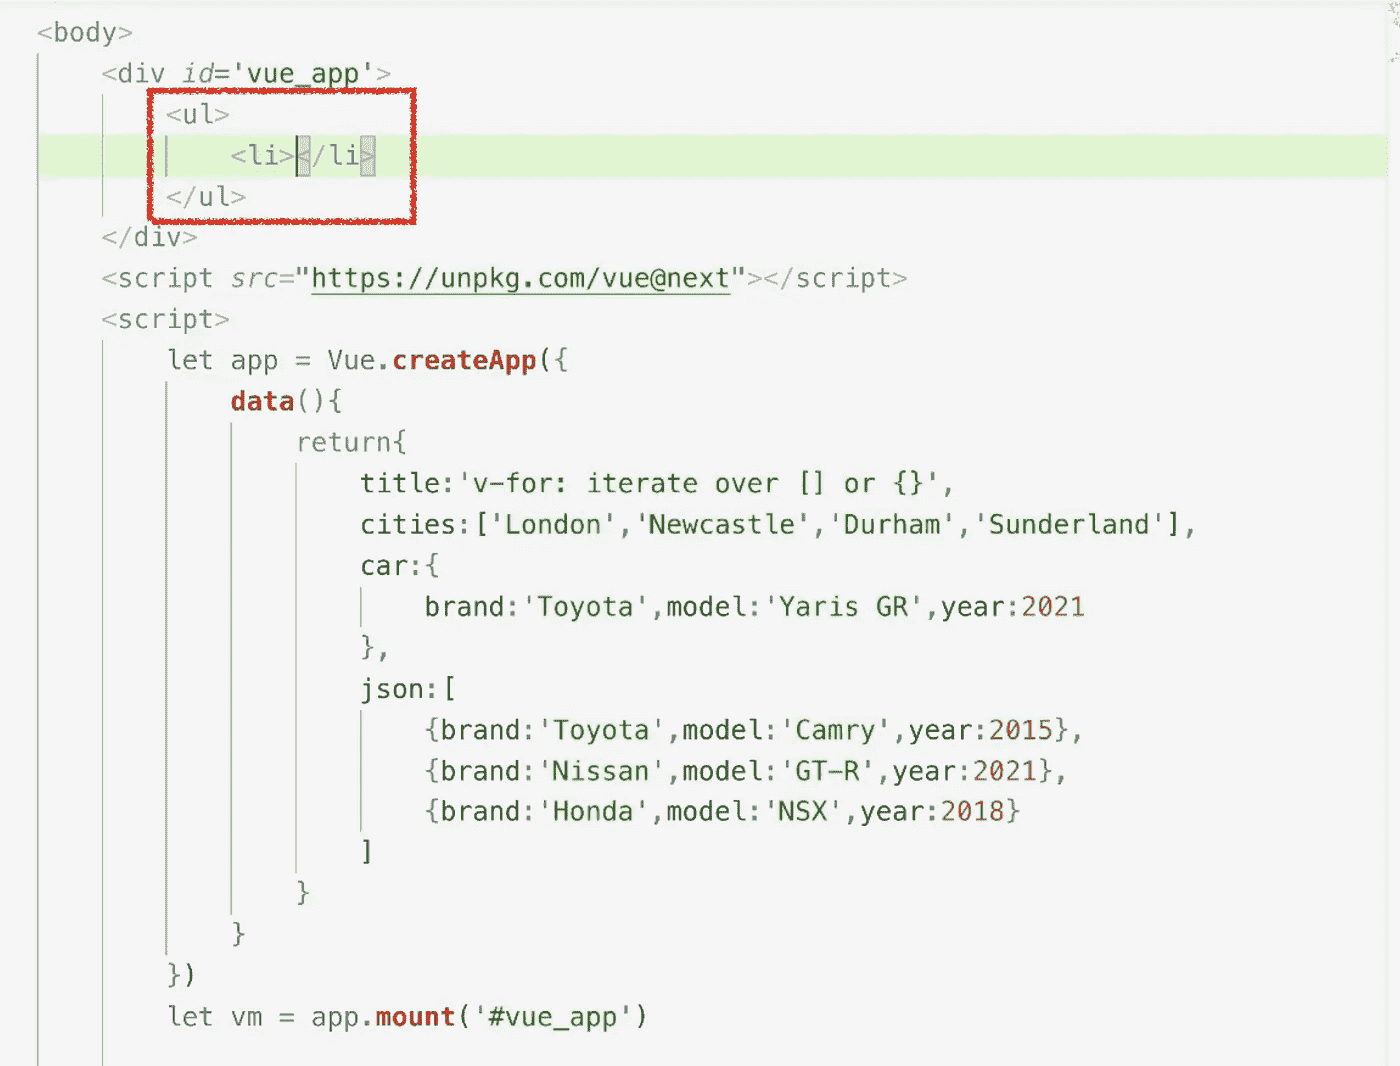 <body>
<div id='vue_app'>
<ul>
<li></li>
</ul>
</div>
<script src="https://unpkg.com/vue@next"></script>
<script>
let app = Vue.createApp({
data(){
return{
title:'v-for: iterate over [] or {}',
cities:['London','Newcastle','Durham','Sunderland'],
car:{
brand:'Toyota',model:'Yaris GR',year:2021
},
json:[
{brand:'Toyota',model:'Camry',year:2015},
{brand:'Nissan',model:'GT-R',year:2021},
{brand:'Honda',model:'NSX',year:2018}
]
}
}
})
let vm = app.mount('#vue_app')